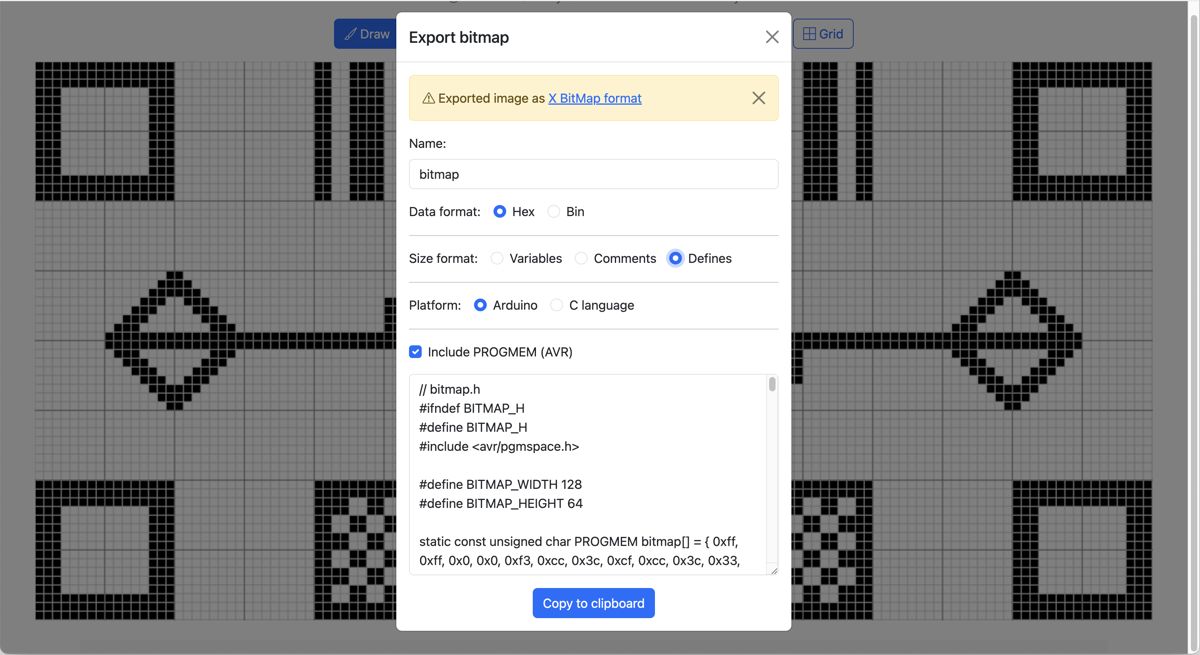 Draw
Export bitmap
Grid
Exported image as X BitMap format
Name:
bitmap
Data format: Hex Bin
Size format: Variables Comments Defines
Platform: Arduino C language
Include PROGMEM (AVR)
// bitmap.h
#ifndef BITMAP_H
#define BITMAP_H
#include <avr/pgmspace.h>
#define BITMAP_WIDTH 128
#define BITMAP_HEIGHT 64
static const unsigned char PROGMEM bitmap[] = { 0xff,
0xff, 0x0, 0x0, 0xf3, 0xcc, 0x3c, 0xcf, 0xcc, 0x3c, 0x33,
Copy to clipboard